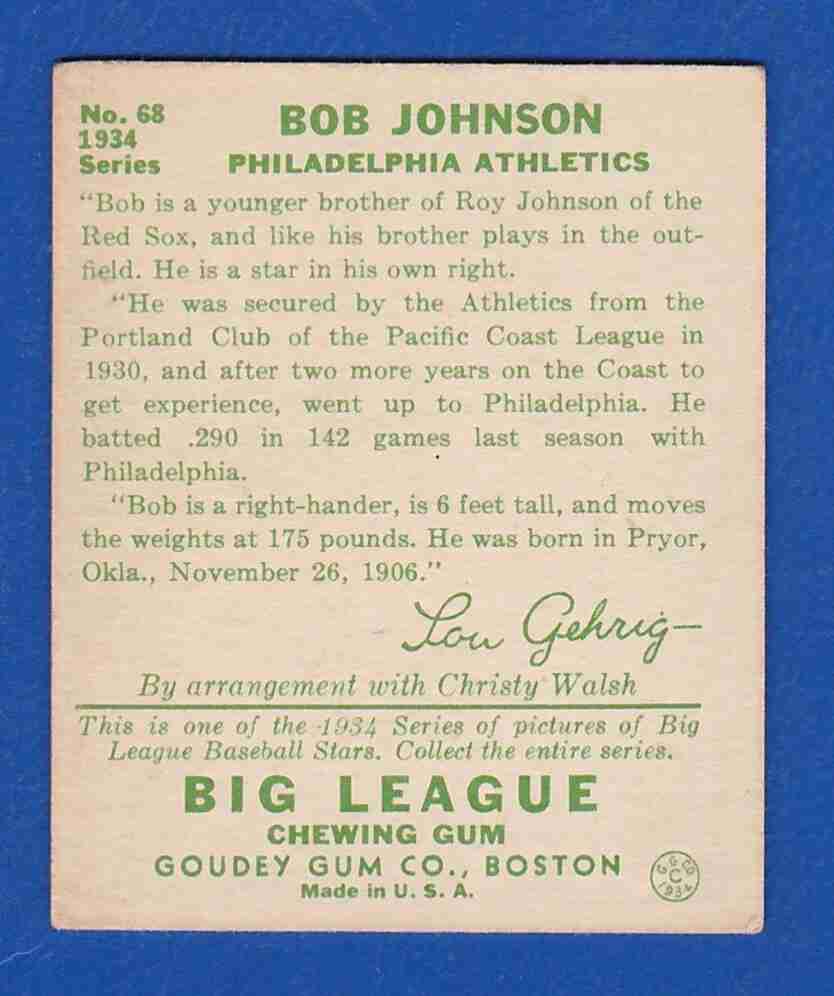 No. 68
1934
Series
BOB JOHNSON
PHILADELPHIA ATHLETICS
"Bob is a younger brother of Roy Johnson of the
Red Sox, and like his brother plays in the out-
field. He is a star in his own right.
"He was secured by the Athletics from the
Portland Club of the Pacific Coast League in
1930, and after two more years on the Coast to
get experience, went up to Philadelphia. He
batted .290 in 142 games last season with
Philadelphia.
"Bob is a right-hander, is 6 feet tall, and moves
the weights at 175 pounds. He was born in Pryor,
Okla., November 26, 1906."
Lou Gehrig
By arrangement with Christy Walsh
This is one of the 1934 Series of pictures of Big
League Baseball Stars. Collect the entire series.
BIG LEAGUE
CHEWING GUM
GOUDEY GUM CO., BOSTON
Made in U. S. A.
G. G. CO.
C
1934